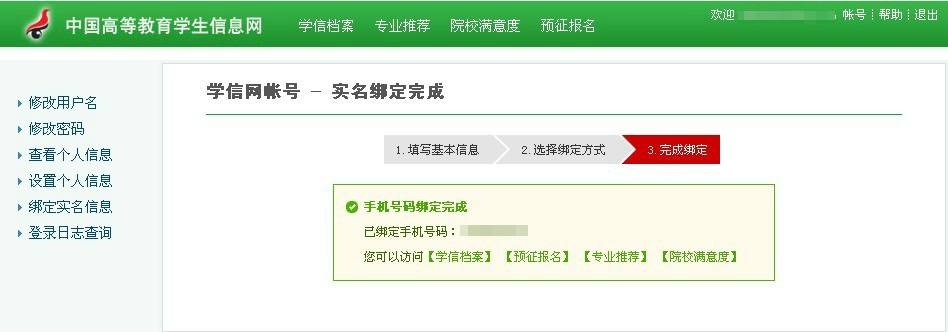 中国高等教育学生信息网 学信档案 专业推荐 院校满意度 预征报名 欢迎 帐号 ┆ 帮助 ┆ 退出
学信网帐号 - 实名绑定完成
修改用户名
修改密码
查看个人信息
设置个人信息
绑定实名信息
登录日志查询
1.填写基本信息 2.选择绑定方式 3.完成绑定
手机号码绑定完成
已绑定手机号码：
您可以访问【学信档案】 【预征报名】 【专业推荐】 【院校满意度】